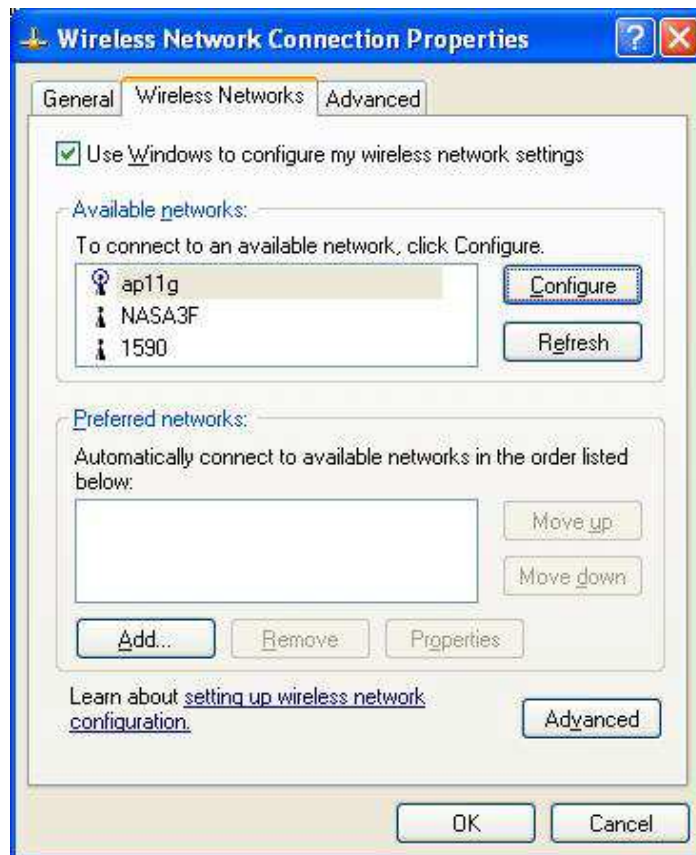 Wireless Network Connection Properties ?
General Wireless Networks Advanced
Use Windows to configure my wireless network settings
Available networks:
To connect to an available network, click Configure.
ap11g
Configure
NASA3F
1590
Refresh
Preferred networks:
Automatically connect to available networks in the order listed
below:
Move up
Move down
Add... Remove Properties
Learn about setting up wireless network
configuration.
Advanced
OK Cancel